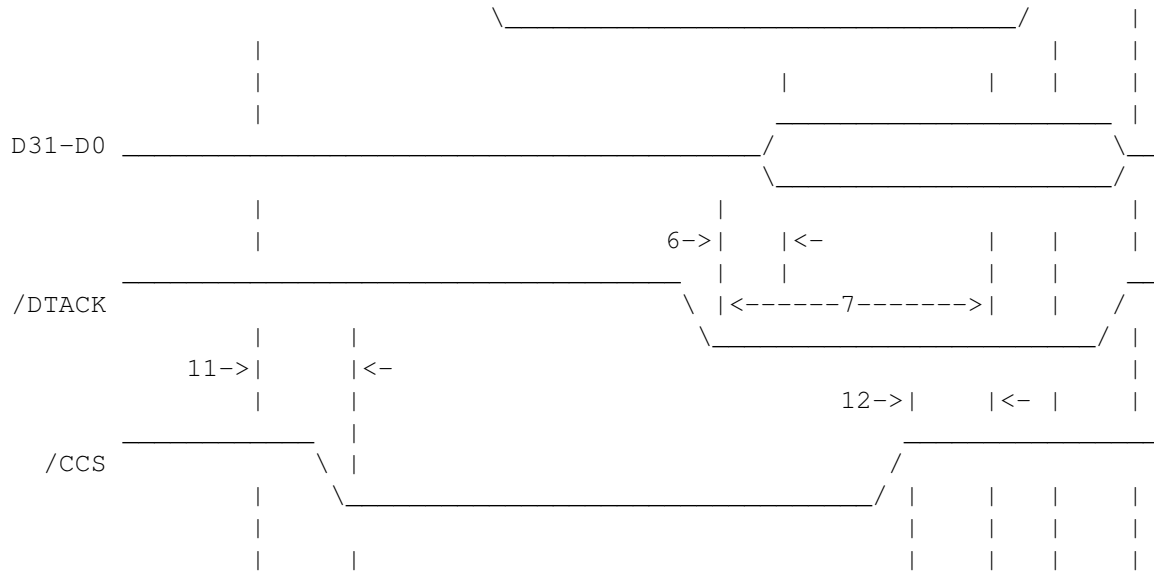 D31-D0
6->| |<-
/DTACK |<------7------->|
11->| |<-
12->| |<-
/CCS